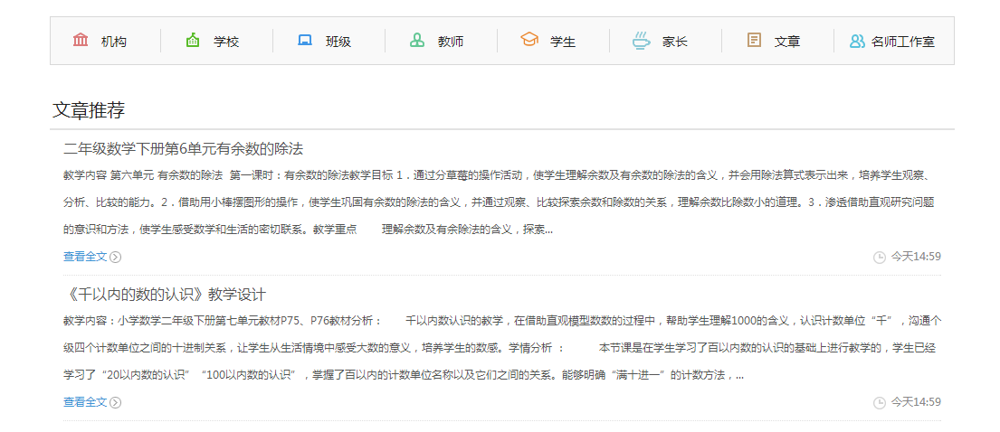 机构 学校 班级 教师 学生 家长 文章 名师工作室
文章推荐
二年级数学下册第6单元有余数的除法
教学内容 第六单元 有余数的除法 第一课时：有余数的除法教学目标 1．通过分草莓的操作活动，使学生理解余数及有余数的除法的含义，并会用除法算式表示出来，培养学生观察、
分析、比较的能力。2．借助用小棒摆图形的操作，使学生巩固有余数的除法的含义，并通过观察、比较探索余数和除数的关系，理解余数比除数小的道理。3．渗透借助直观研究问题
的意识和方法，使学生感受数学和生活的密切联系。教学重点 理解余数及有余除法的含义，探索...
查看全文 今天14:59
《千以内的数的认识》教学设计
教学内容：小学数学二年级下册第七单元教材P75、P76教材分析： 千以内数认识的教学，在借助直观模型数数的过程中，帮助学生理解1000的含义，认识计数单位“千”，沟通个
级四个计数单位之间的十进制关系，让学生从生活情境中感受大数的意义，培养学生的数感。学情分析 ： 本节课是在学生学习了百以内数的认识的基础上进行教学的，学生已经
学习了“20以内数的认识”“100以内数的认识”，掌握了百以内的计数单位名称以及它们之间的关系。能够明确“满十进一”的计数方法，...
查看全文 今天14:59